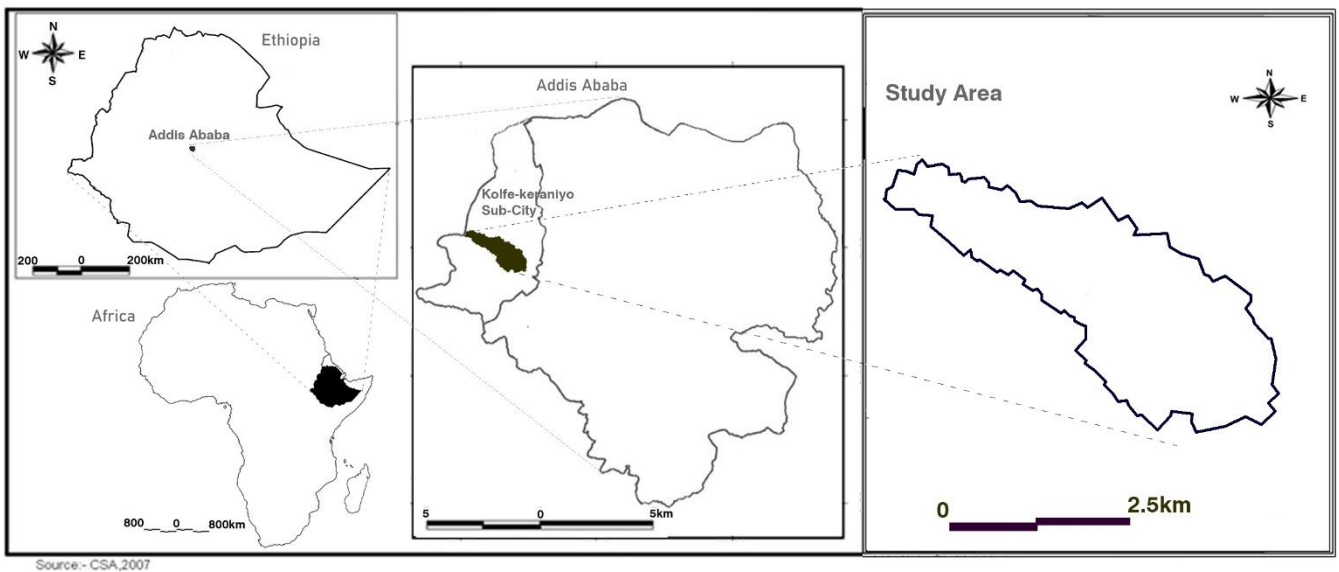 N
W E
S
Ethiopia
Addis Ababa
200 0 200km
Africa
800 0 800km
Addis Ababa
Kolfe-keraniyo
Sub-City
5 0 5km
Study Area
N
W E
S
0 2.5km
Source:- CSA,2007